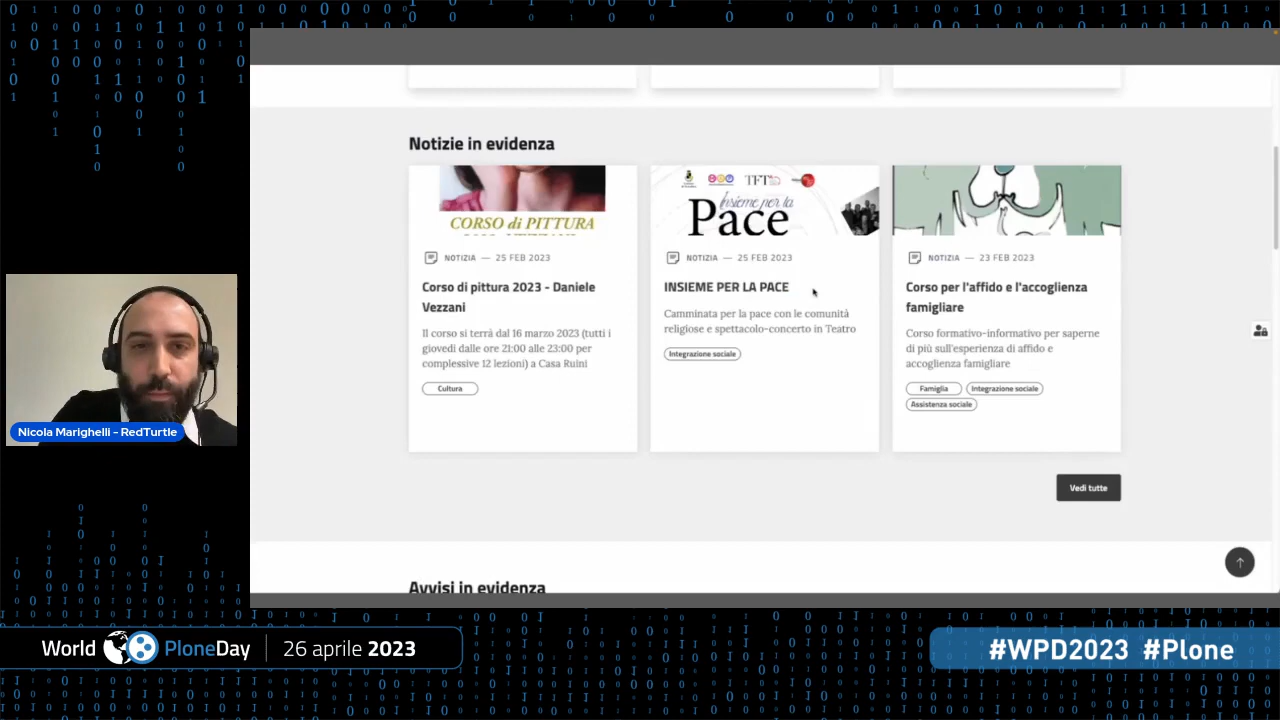 Notizie in evidenza
CORSO di PITTURA
TFT
Insieme per la
Pace
NOTIZIA — 25 FEB 2023
Corso di pittura 2023 - Daniele
Vezzani
Il corso si terrà dal 16 marzo 2023 (tutti i
giovedì dalle ore 21:00 alle 23:00 per
complessive 12 lezioni) a Casa Ruini
Cultura
NOTIZIA — 25 FEB 2023
INSIEME PER LA PACE
Camminata per la pace con le comunità
religiose e spettacolo-concerto in Teatro
Integrazione sociale
NOTIZIA — 23 FEB 2023
Corso per l'affido e l'accoglienza
famigliare
Corso formativo-informativo per saperne
di più sull'esperienza di affido e
accoglienza famigliare
Famiglia Integrazione sociale
Assistenza sociale
Vedi tutte
Avvisi in evidenza
Nicola Marighelli - RedTurtle
World PloneDay 26 aprile 2023
#WPD2023 #Plone